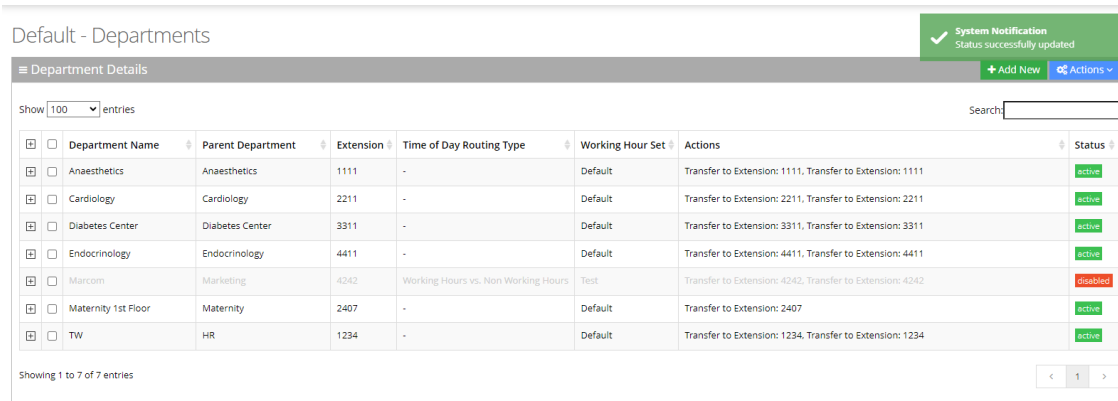 Default - Departments
System Notification
Status successfully updated
Department Details
Add New Actions
Show 100 entries Search:
Department Name Parent Department Extension Time of Day Routing Type Working Hour Set Actions Status
Anaesthetics Anaesthetics 1111 - Default Transfer to Extension: 1111, Transfer to Extension: 1111 active
Cardiology Cardiology 2211 - Default Transfer to Extension: 2211, Transfer to Extension: 2211 active
Diabetes Center Diabetes Center 3311 - Default Transfer to Extension: 3311, Transfer to Extension: 3311 active
Endocrinology Endocrinology 4411 - Default Transfer to Extension: 4411, Transfer to Extension: 4411 active
Marcom Marketing 4242 Working Hours vs. Non Working Hours Test Transfer to Extension: 4242, Transfer to Extension: 4242 disabled
Maternity 1st Floor Maternity 2407 - Default Transfer to Extension: 2407 active
TW HR 1234 - Default Transfer to Extension: 1234, Transfer to Extension: 1234 active
Showing 1 to 7 of 7 entries < 1 >